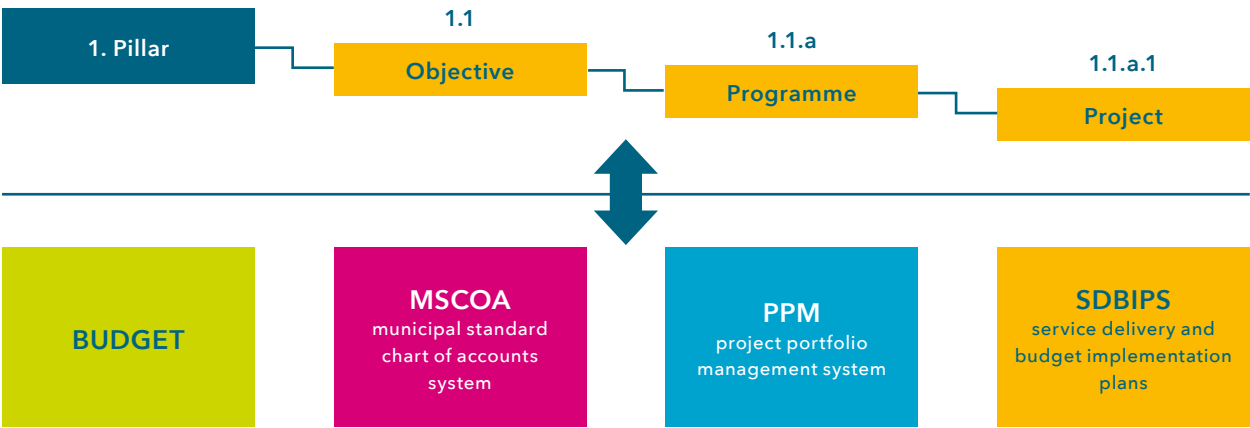 1. Pillar
1.1
Objective
1.1.a
Programme
1.1.a.1
Project
BUDGET
MSCOA
municipal standard
chart of accounts
system
PPM
project portfolio
management system
SDBIPS
service delivery and
budget implementation
plans